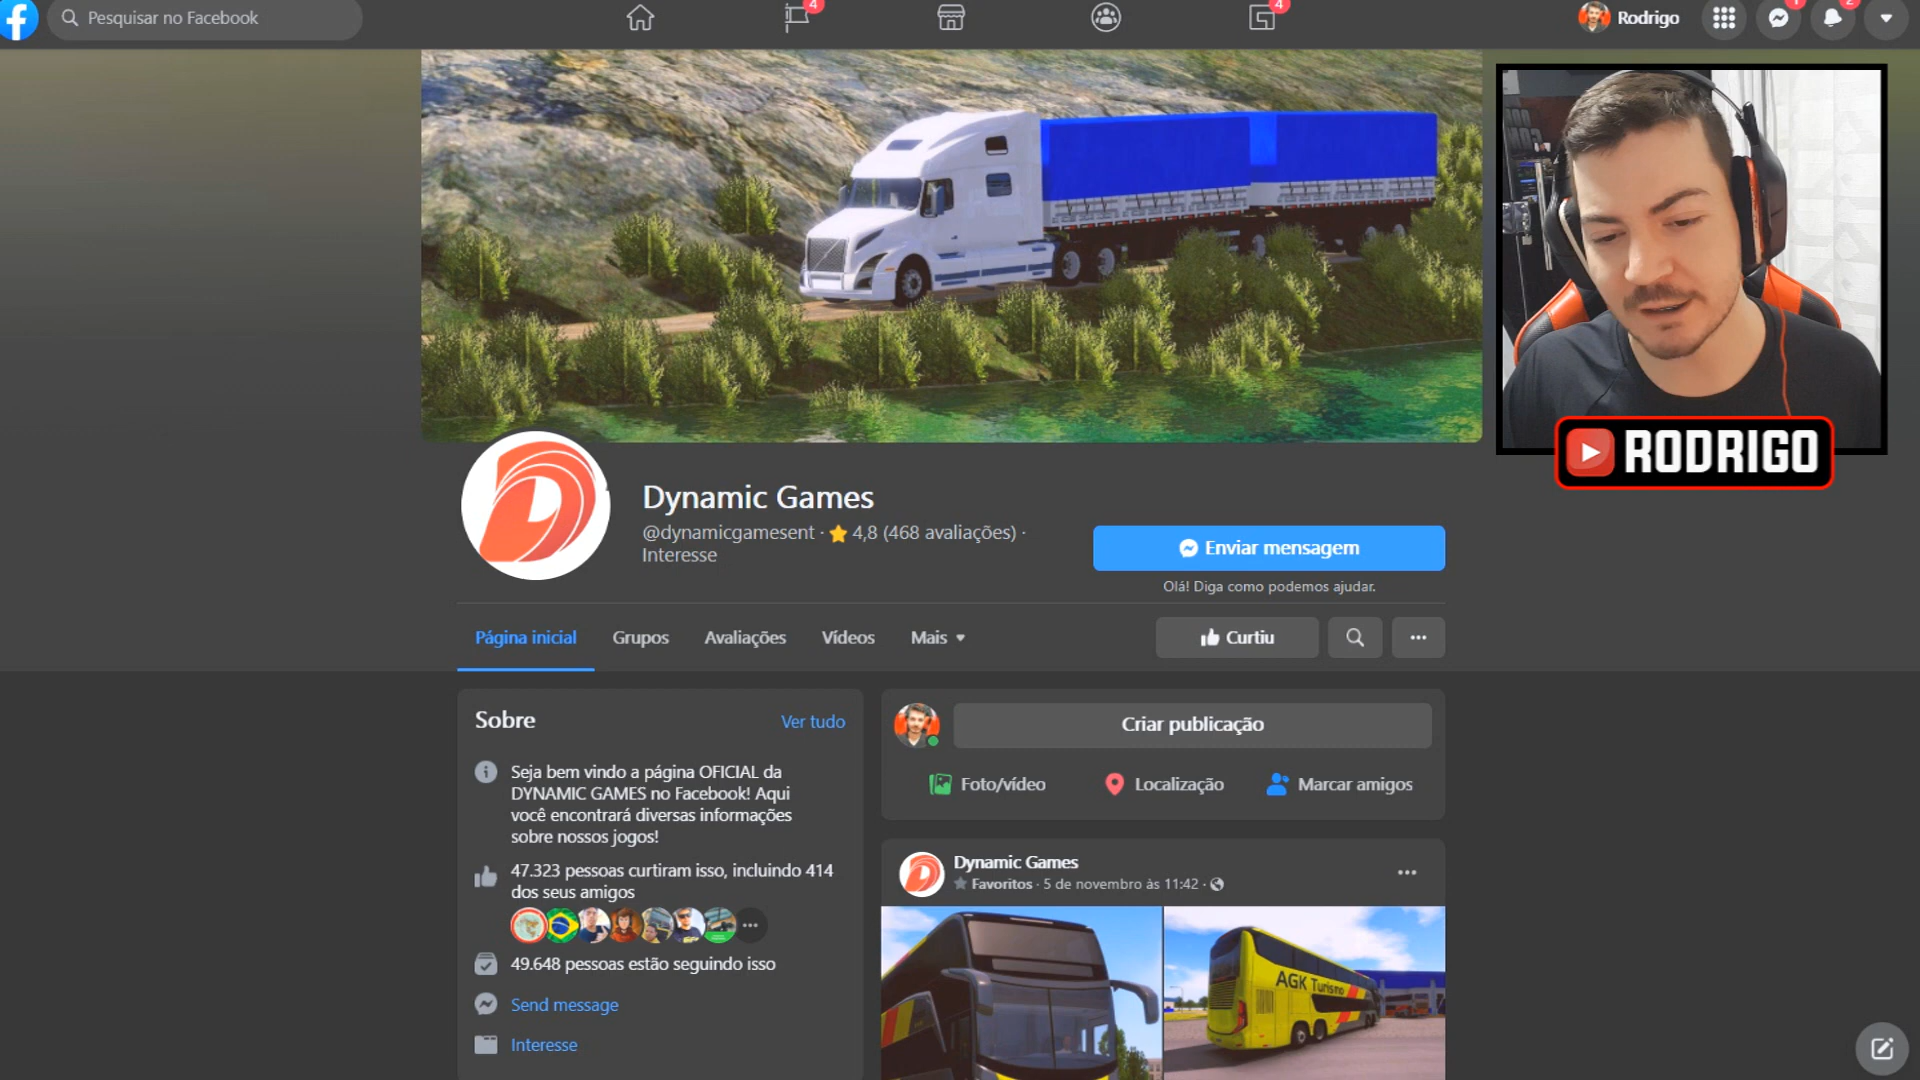 Pesquisar no Facebook
4
4
Rodrigo
2
RODRIGO
Dynamic Games
@dynamicgamesent · 4,8 (468 avaliações) ·
Interesse
Enviar mensagem
Olá! Diga como podemos ajudar.
Página inicial
Grupos
Avaliações
Vídeos
Mais
Curtiu
Sobre
Ver tudo
Seja bem vindo a página OFICIAL da
DYNAMIC GAMES no Facebook! Aqui
você encontrará diversas informações
sobre nossos jogos!
47.323 pessoas curtiram isso, incluindo 414
dos seus amigos
49.648 pessoas estão seguindo isso
Send message
Interesse
Criar publicação
Foto/vídeo
Localização
Marcar amigos
Dynamic Games
Favoritos · 5 de novembro às 11:42 ·
AGK Turismo